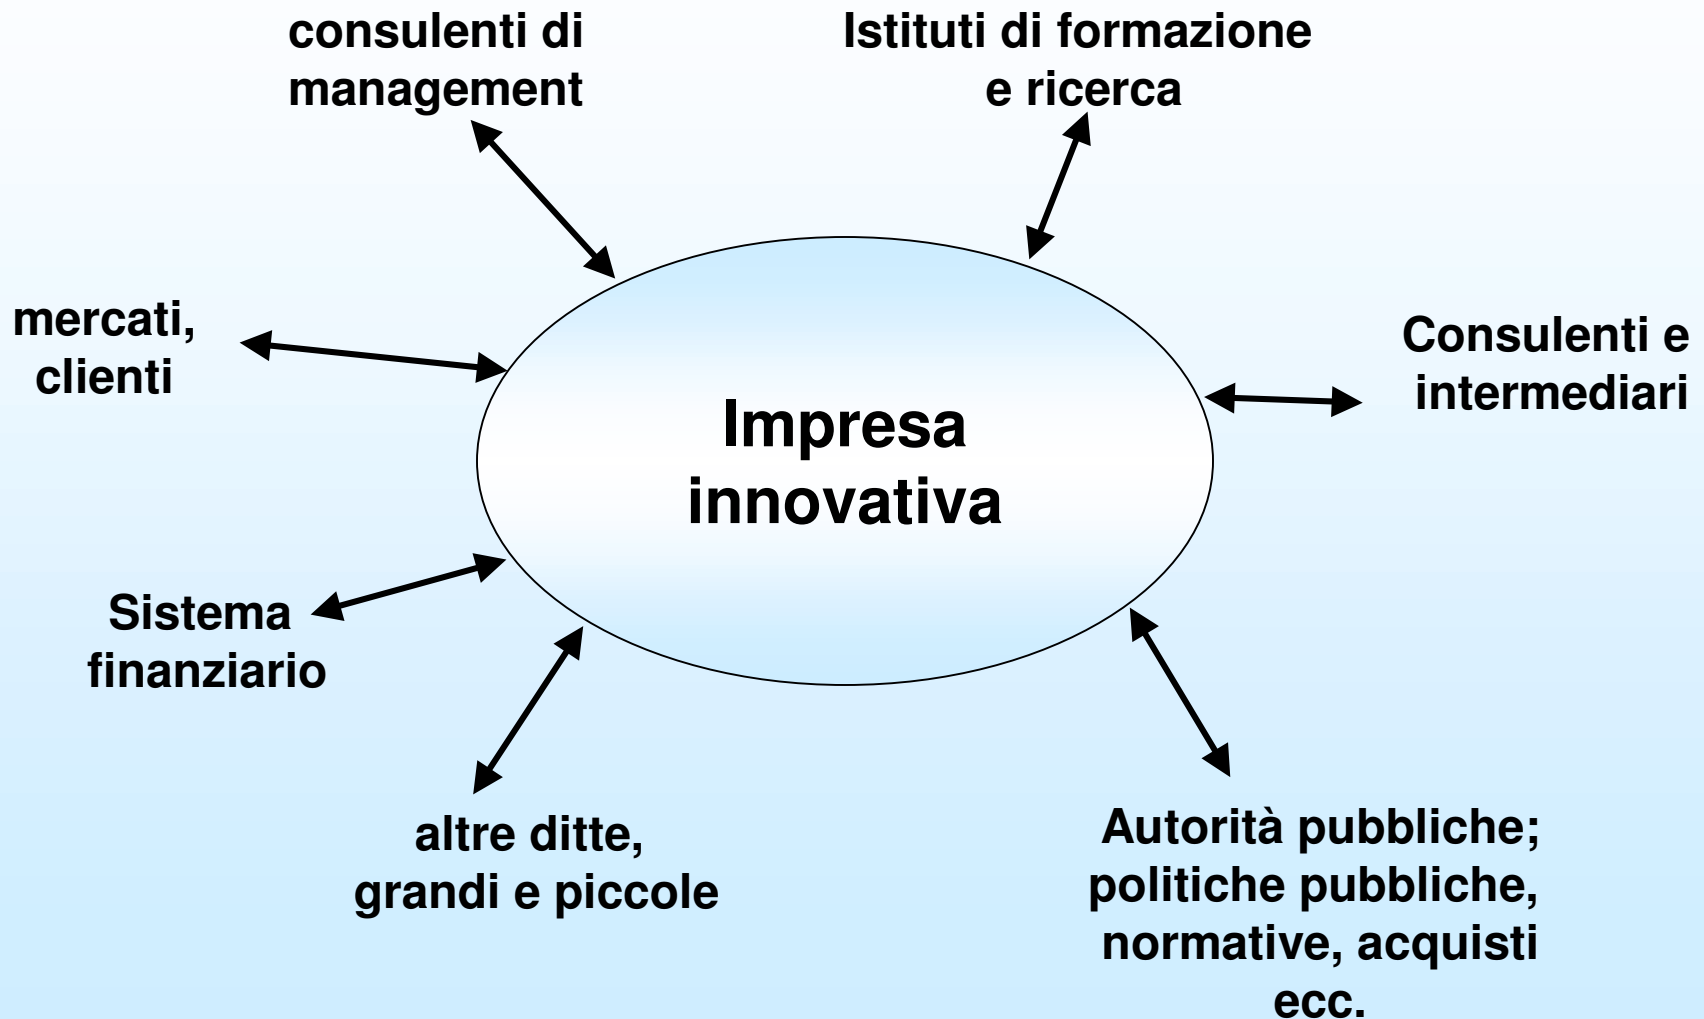 consulenti di
management
Istituti di formazione
e ricerca
mercati,
clienti
Consulenti e
intermediari
Impresa
innovativa
Sistema
finanziario
altre ditte,
grandi e piccole
Autorità pubbliche;
politiche pubbliche,
normative, acquisti
ecc.